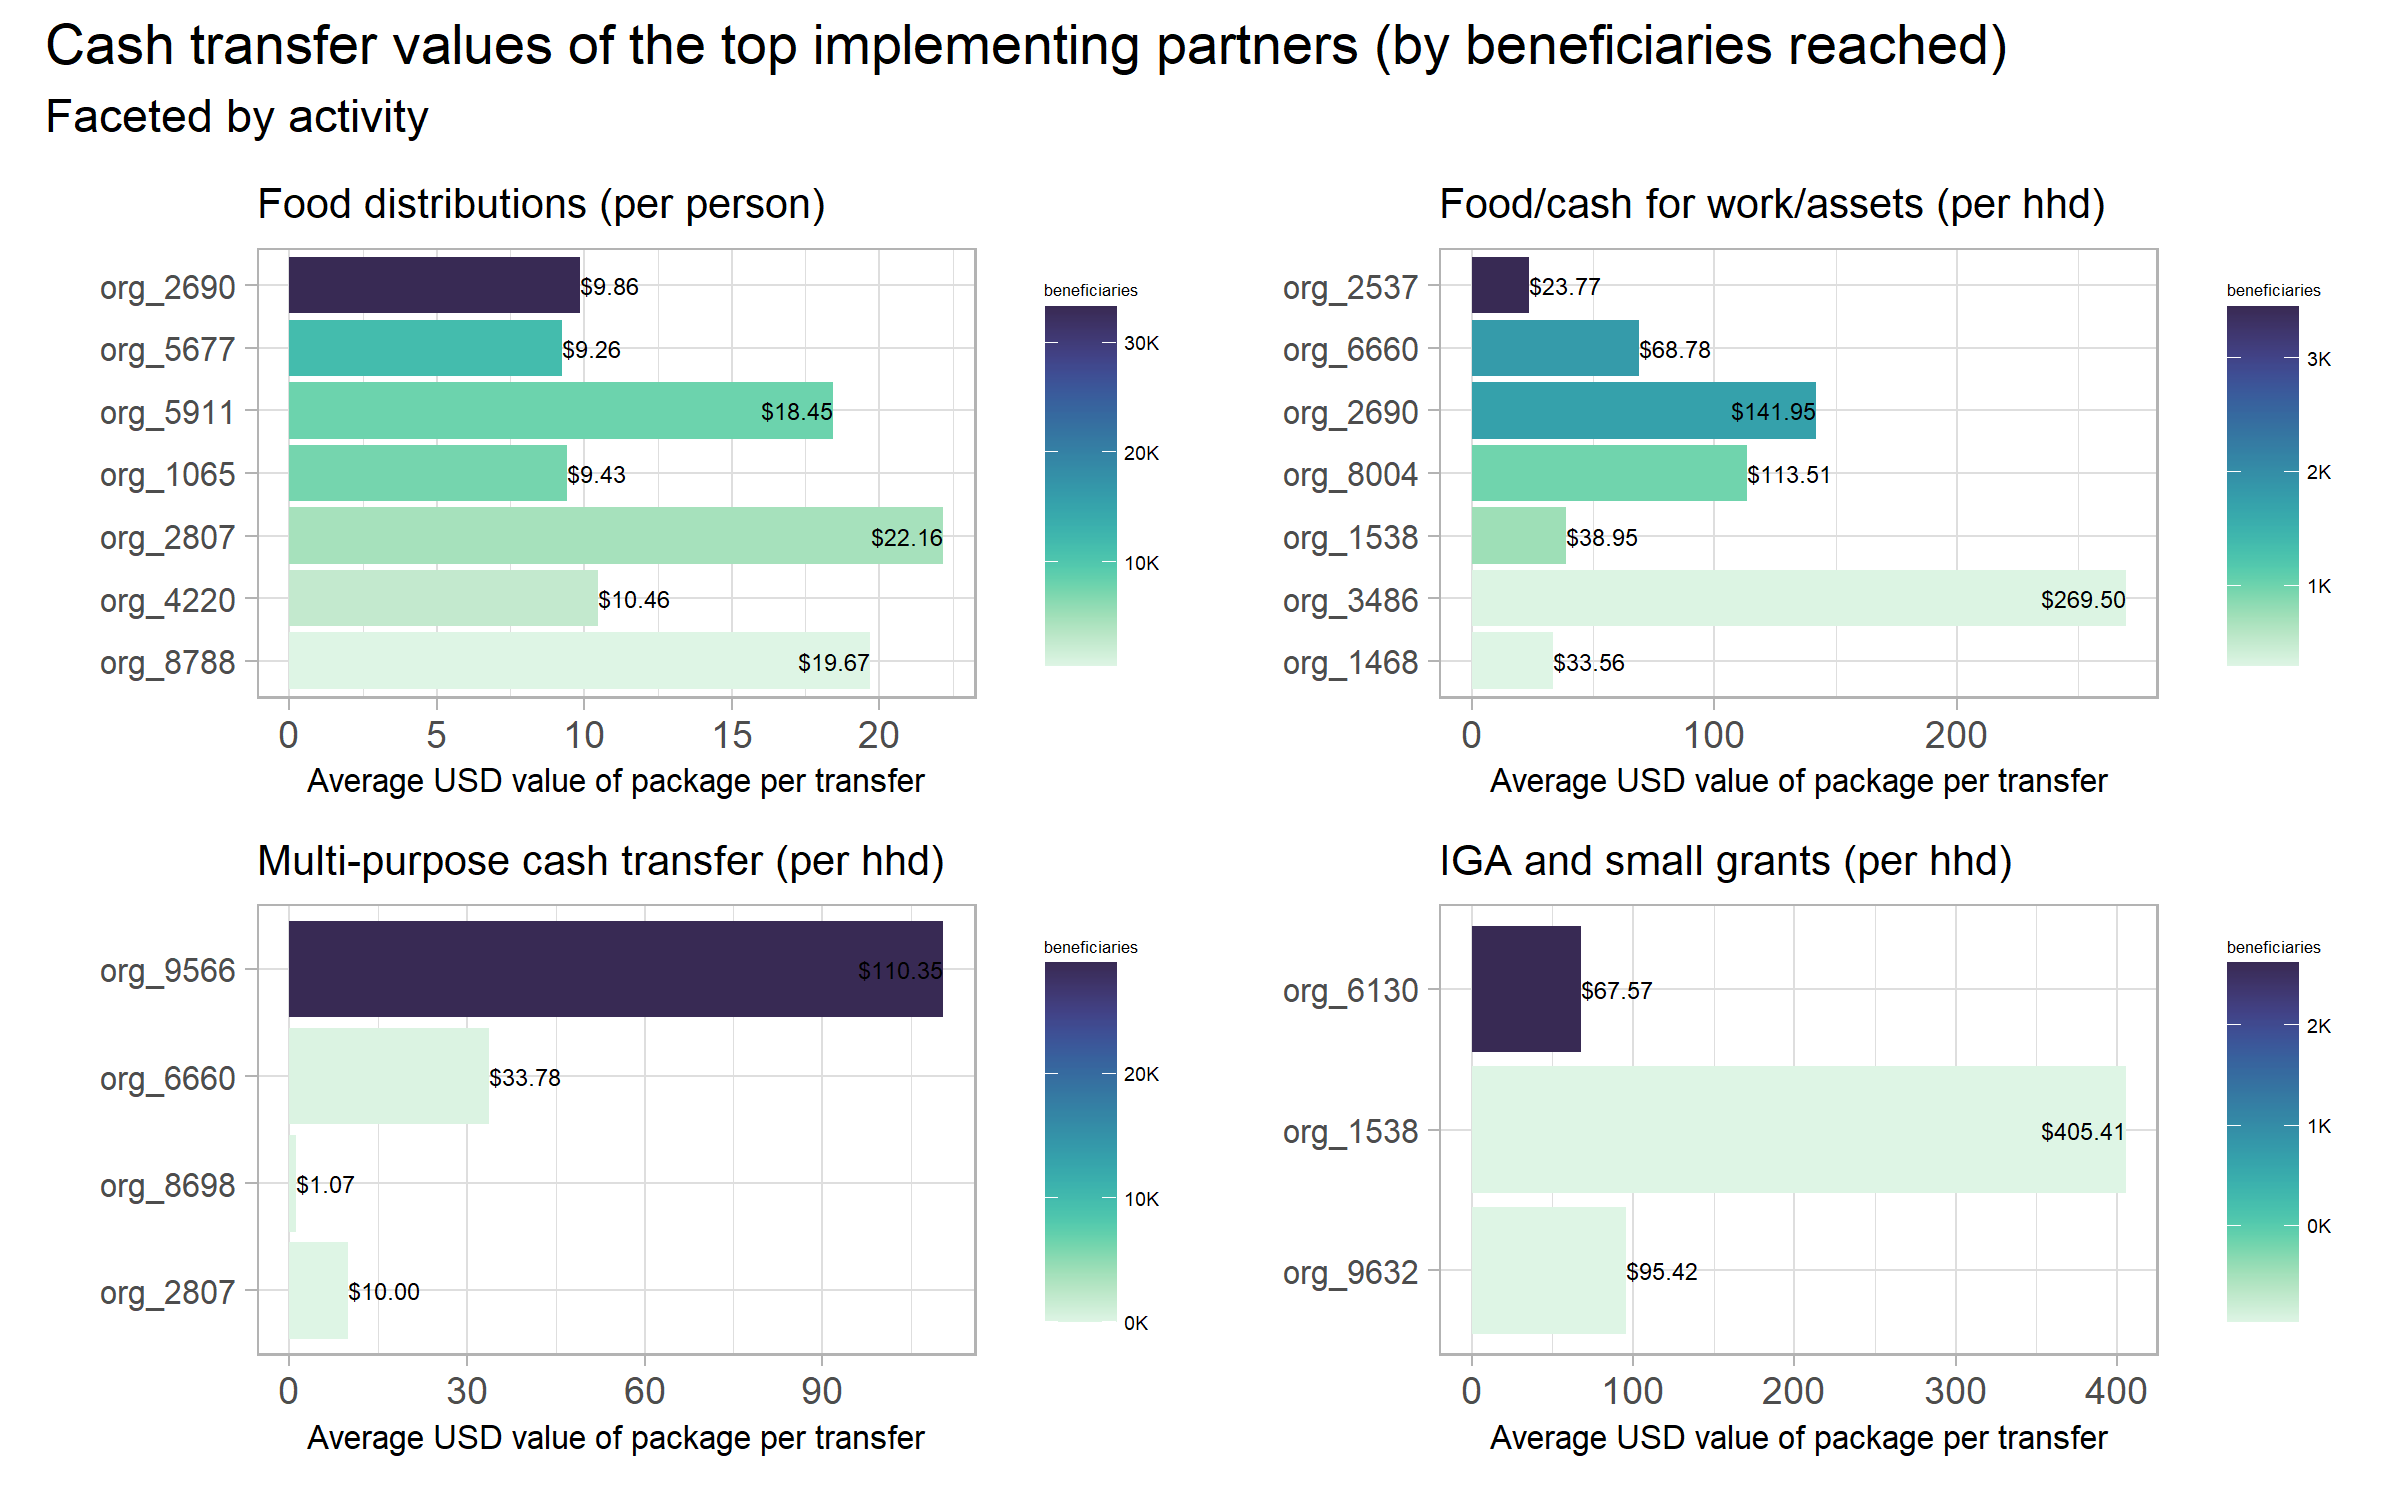 Cash transfer values of the top implementing partners (by beneficiaries reached)
Faceted by activity
Food distributions (per person)
org_2690
$9.86
org_5677
$9.26
org_5911
$18.45
org_1065
$9.43
org_2807
$22.16
org_4220
$10.46
org_8788
$19.67
0 5 10 15 20
Average USD value of package per transfer
beneficiaries
30K
20K
10K
Food/cash for work/assets (per hhd)
org_2537
$23.77
org_6660
$68.78
org_2690
$141.95
org_8004
$113.51
org_1538
$38.95
org_3486
$269.50
org_1468
$33.56
0 100 200
Average USD value of package per transfer
beneficiaries
3K
2K
1K
Multi-purpose cash transfer (per hhd)
org_9566
$110.35
org_6660
$33.78
org_8698
$1.07
org_2807
$10.00
0 30 60 90
Average USD value of package per transfer
beneficiaries
20K
10K
0K
IGA and small grants (per hhd)
org_6130
$67.57
org_1538
$405.41
org_9632
$95.42
0 100 200 300 400
Average USD value of package per transfer
beneficiaries
2K
1K
0K